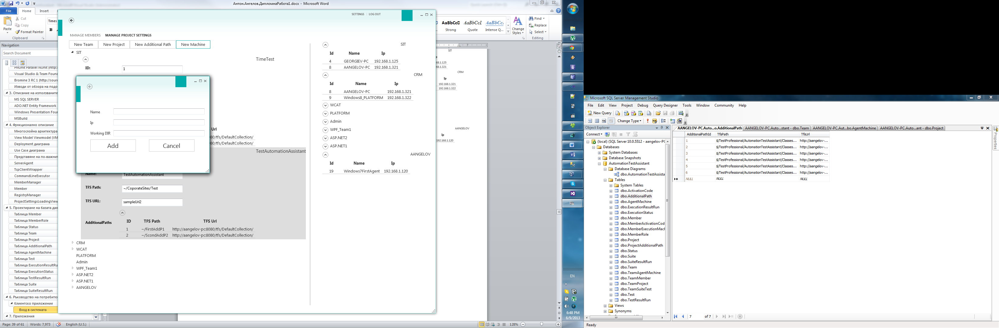 Антон.Ангелов.ДипломнаРабота1.docx - Microsoft Word
File
Home
Insert
Cut
Copy
Paste
Format Painter
Clipboard
Times
B
AaBbCcD
Strong
AaBbCcL
Quote
AaBbCcL
Intense Q...
Change
Styles
Find
Replace
Select
Editing
Navigation
Search Document
PNUnit Parallel NUnit (http:/
Visual Studio & Team Found
Bromine 3 RC 1 (http://sour
Изводи от обзора на подо
3. Описание на използваните
MS SQL SERVER
ADO.NET Entity Framework
Windows Presentation Four
MSBuild
4. Функционално описание
Многослойна архитектура
View Model Viewmodel (VM
Deployment диаграма
Use Case диаграма
Представяне на по-важнит
ServerAgent
TcpClientWrapper
CommandLineExecutor
MemberManager
Member
RegistryManager
ProjectSettingsLoadingView
5. Проектиране на базата дан
Таблица Member
Таблица MemberRole
Таблица Status
Таблица Team
Таблица Project
Таблица AdditionalPath
Таблица AgentMachine
Таблица Test
Таблица ExecutionResultRu
Таблица ExecutionStatus
Таблица TestResultRun
Таблица Suite
Таблица SuiteResultRun
6. Ръководство на потребител
Клиентско приложение
Вход в системата
7. Приложения
Page: 39 of 61
Words: 7,973
English (U.S.)
128%
SETTINGS | LOG OUT
MANAGE MEMBERS MANAGE PROJECT SETTINGS
New Team
New Project
New Additional Path
New Machine
SIT
TimeTest
ID: 1
Name
Ip
Working DIR
Add
Cancel
Url
8080/tfs/DefaultCollection/
8080/tfs/DefaultCollection/
TestAutomationAssistant
Name: TestAutomationAssistant
TFS Path: ~/CoporateSites/Test
TFS URL: sampleUrl2
AdditionalPaths
ID TFS Path TFS Url
1 ~/FirstAddP1 http://aangelov-pc:8080/tfs/DefaultCollection/
2 ~/ScondAddP2 http://aangelov-pc:8080/tfs/DefaultCollection/
CRM
WCAT
PLATFORM
Admin
WPF_Team1
ASP.NET2
ASP.NET1
AANGELOV
SIT
Id Name Ip
4 GEORGIEV-PC 192.168.1.125
8 AANGELOV-PC 192.168.1.321
CRM
Id Name Ip
8 AANGELOV-PC 192.168.1.321
9 Windows8_PLATFORM 192.168.1.322
WCAT
PLATFORM
Admin
WPF_Team1
ASP.NET2
ASP.NET1
AANGELOV
Id Name Ip
19 Windows7FirstAgent 192.168.1.120
7
SIT
68.1.125
68.1.321
CRM
Ip
192.168.1.321
192.168.1.322
AANGELOV
Ip
192.168.1.120
EN
6:48 PM
6/9/2013
Microsoft SQL Server Management Studio
File Edit View Project Debug Query Designer Tools Window Community Help
New Query
Change Type
Object Explorer
Connect
(local) (SQL Server 10.0.5512 - aangelov-PC
Databases
System Databases
Database Snapshots
AutomationTestAssistant
Database Diagrams
dbo.AutomationTestAssista
Tables
System Tables
dbo.ActivationCode
dbo.AdditionalPath
dbo.AgentMachine
dbo.ExecutionResultRun
dbo.ExecutionStatus
dbo.Member
dbo.MemberActivationCod
dbo.MemberExecutionMach
dbo.MemberRole
dbo.Project
dbo.ProjectAdditionalPath
dbo.Status
dbo.Suite
dbo.SuiteResultRun
dbo.Team
dbo.TeamAgentMachine
dbo.TeamMember
dbo.TeamProject
dbo.TeamSuiteTest
dbo.Test
dbo.TestResultRun
Views
Synonyms
AANGELOV-PC.Auto...o.AdditionalPath
AANGELOV-PC.Auto...stant - dbo.Team
AANGELOV-PC.Aut...bo.AgentMachine
AANGELOV-PC.Auto...ant - dbo.Project
AdditionalPathId TfsPath TfsUrl
1 $/TestProfessional/AutomationTestAssistant/Classes... http://aangelov-...
2 $/TestProfessional/AutomationTestAssistant/Classes... http://aangelov-...
3 $/TestProfessional/AutomationTestAssistant/Classes... http://aangelov-...
4 $/TestProfessional/AutomationTestAssistant/Classes... http://aangelov-...
5 $/TestProfessional/AutomationTestAssistant/Classes... http://aangelov-...
6 $/TestProfessional/AutomationTestAssistant/Classes... http://aangelov-...
NULL NULL NULL
Properties
7 of 7
Ready